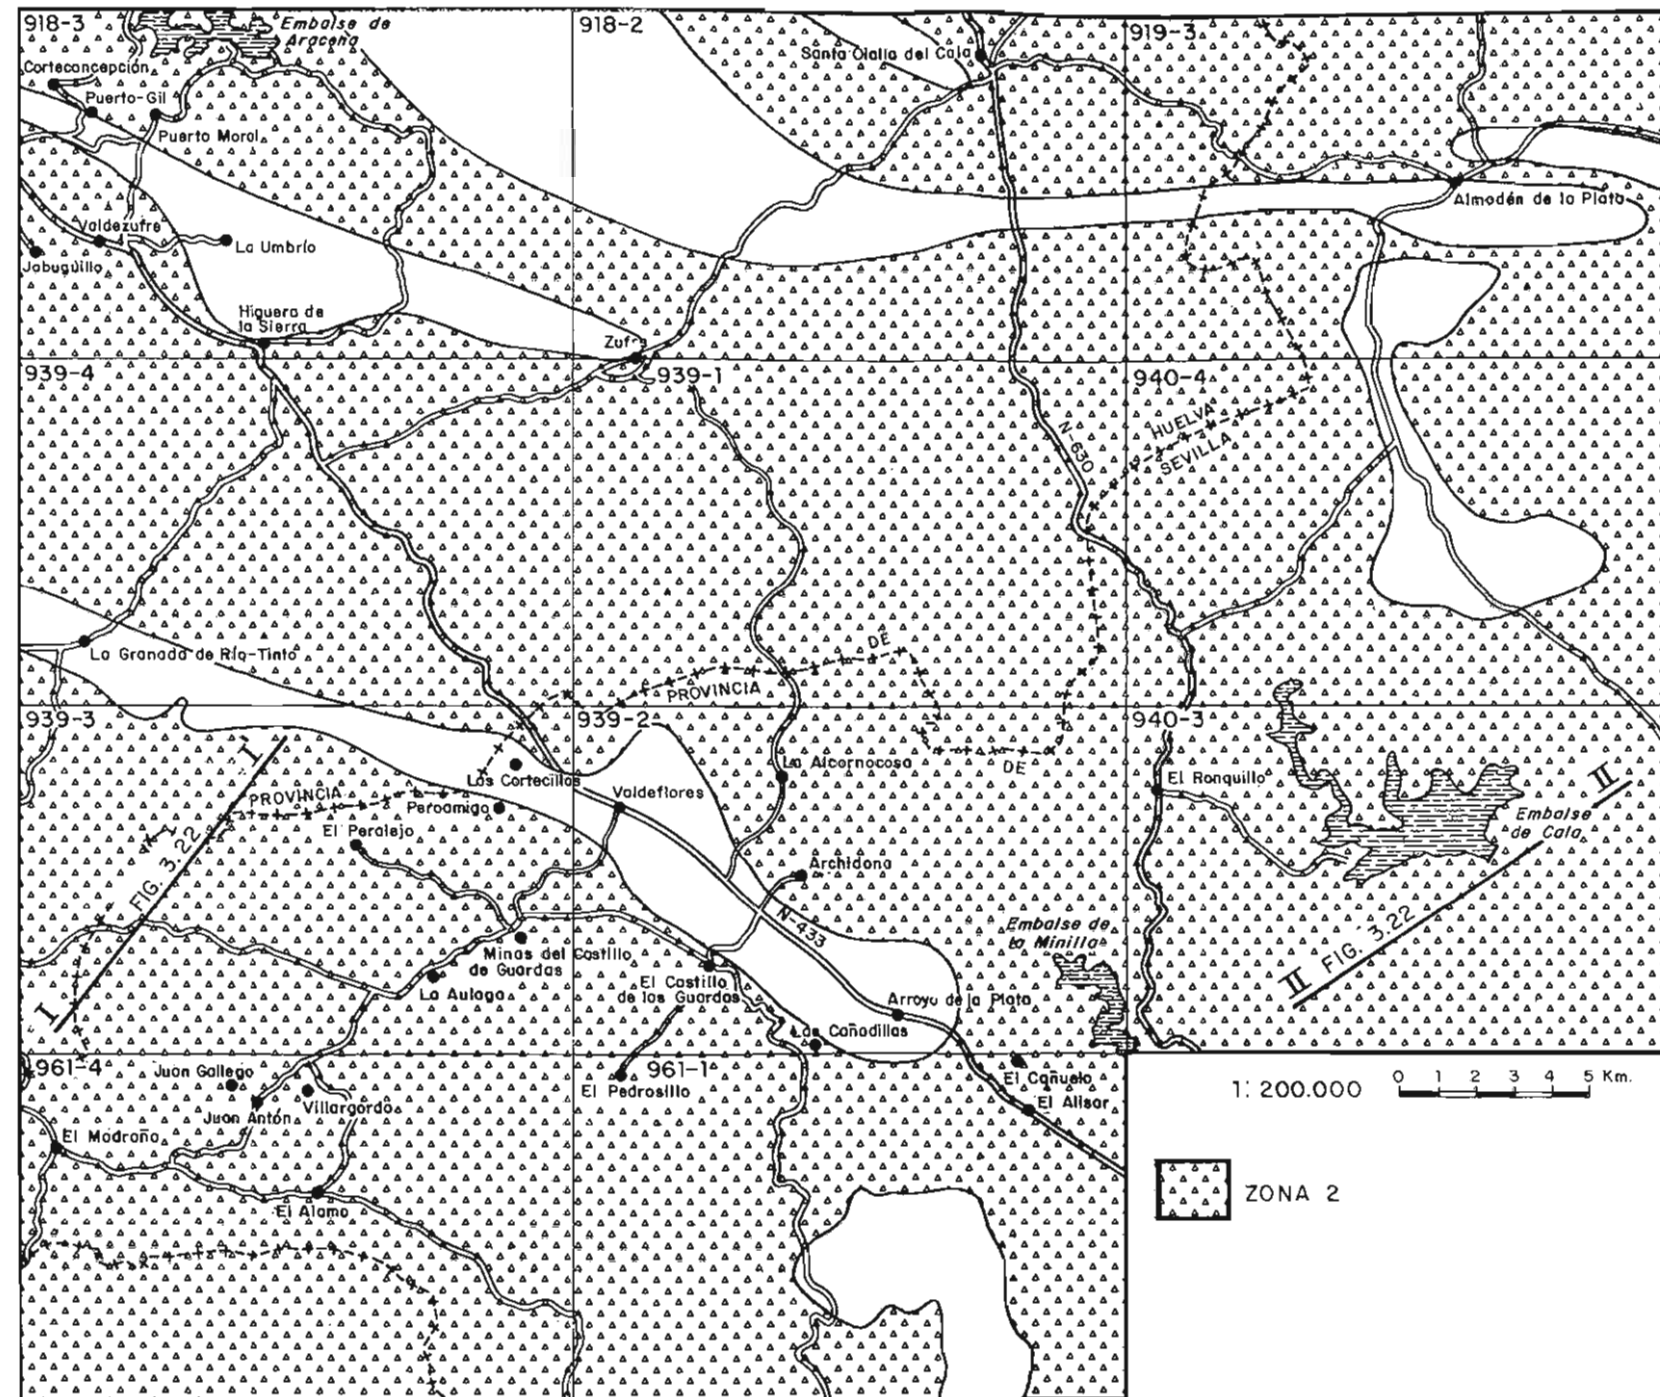 918-3
Embalse de
Aracena
918-2
Santa Olalla del Cala
919-3
Corteconcepción
Puerto-Gil
Puerto Moral
Almadén de la Plata
Valdezufre
La Umbría
Jabuguillo
Higuera de
la Sierra
Zufre
939-4
939-1
940-4
HUELVA
SEVILLA
N-630
La Granada de Río-Tinto
DE
PROVINCIA
939-3
939-2
940-3
DE
I'
La Alcornocosa
El Ronquillo
II
Las Cortecillas
Valdeflores
PROVINCIA
Peroamigo
El Peralejo
Embalse
de Cala
FIG. 3.22
Archidona
N-433
Embalse de
la Minilla
Minas del Castillo
de Guardas
FIG. 3.22
La Aulaga
El Castillo
de las Guardas
II
I
Arroyo de la Plata
Las Cañadillas
961-4
961-1
Juan Gallego
El Cañuelo
El Pedrosillo
1:200.000
0 1 2 3 4 5 Km.
Villargordo
Juan Antón
El Alisar
El Madroño
ZONA 2
El Alamo